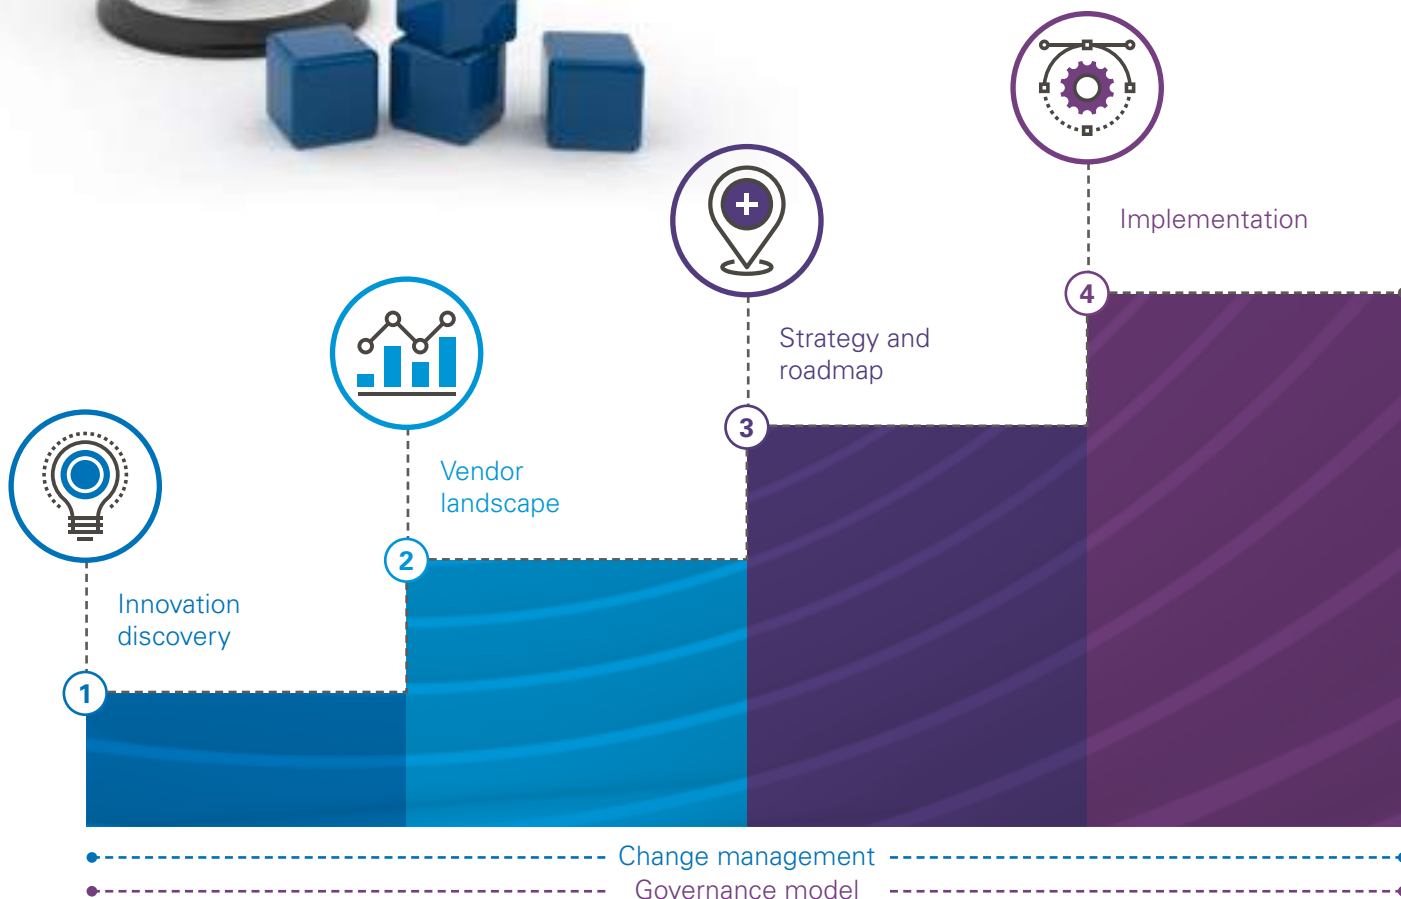 1
Innovation
discovery
2
Vendor
landscape
3
Strategy and
roadmap
4
Implementation
Change management
Governance model